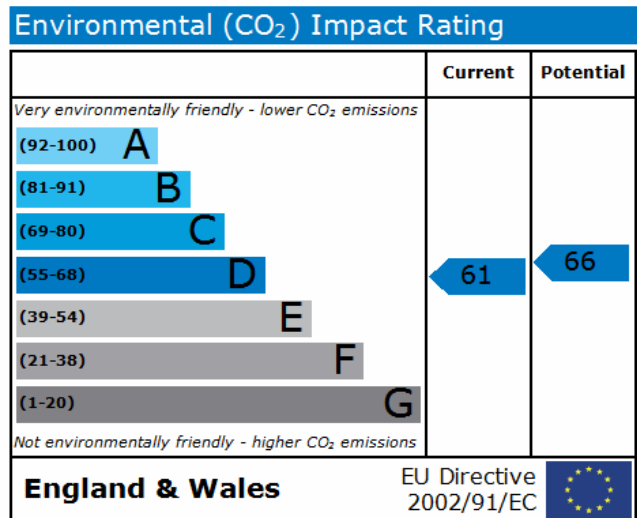 Environmental (CO₂) Impact Rating
Current Potential
Very environmentally friendly - lower CO₂ emissions
(92-100) A
(81-91) B
(69-80) C
(55-68) D 61 66
(39-54) E
(21-38) F
(1-20) G
Not environmentally friendly - higher CO₂ emissions
England & Wales
EU Directive
2002/91/EC